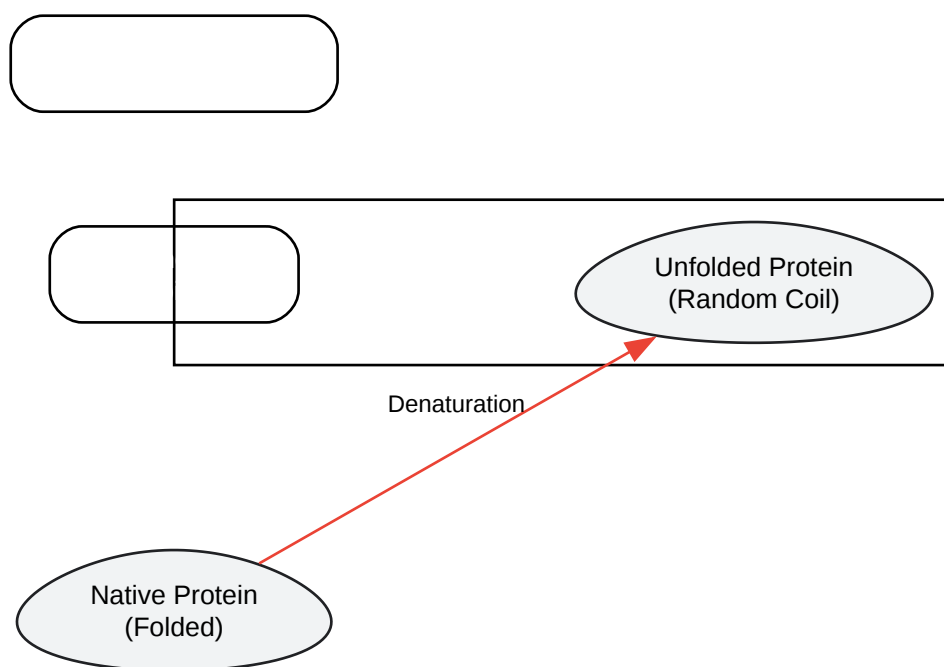 Unfolded Protein
(Random Coil)
Denaturation
Native Protein
(Folded)